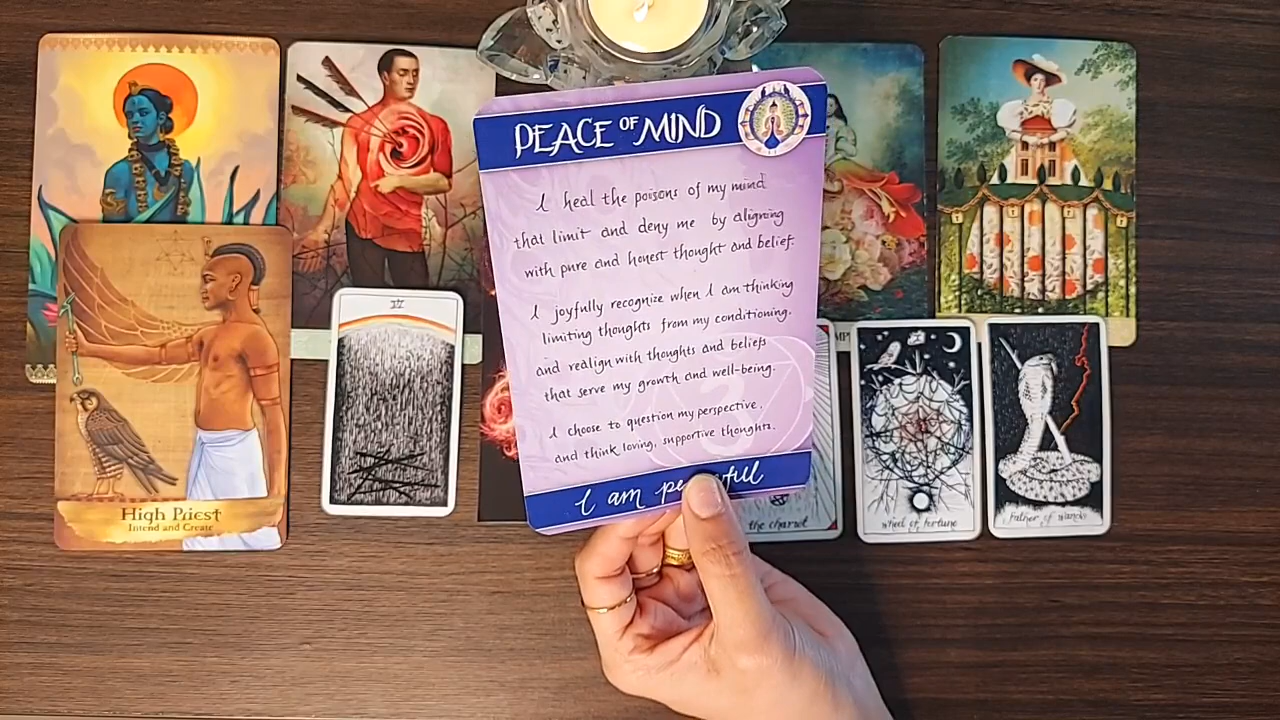 PEACE OF MIND
I heal the poisons of my mind
that limit and deny me by aligning
with pure and honest thought and belief.
I joyfully recognize when I am thinking
limiting thoughts from my conditioning.
and realign with thoughts and beliefs
that serve my growth and well-being.
I choose to question my perspective,
and think loving, supportive thoughts.
I am
High Priest
Intend and Create
VI
the chariot
wheel of fortune
Father of wands